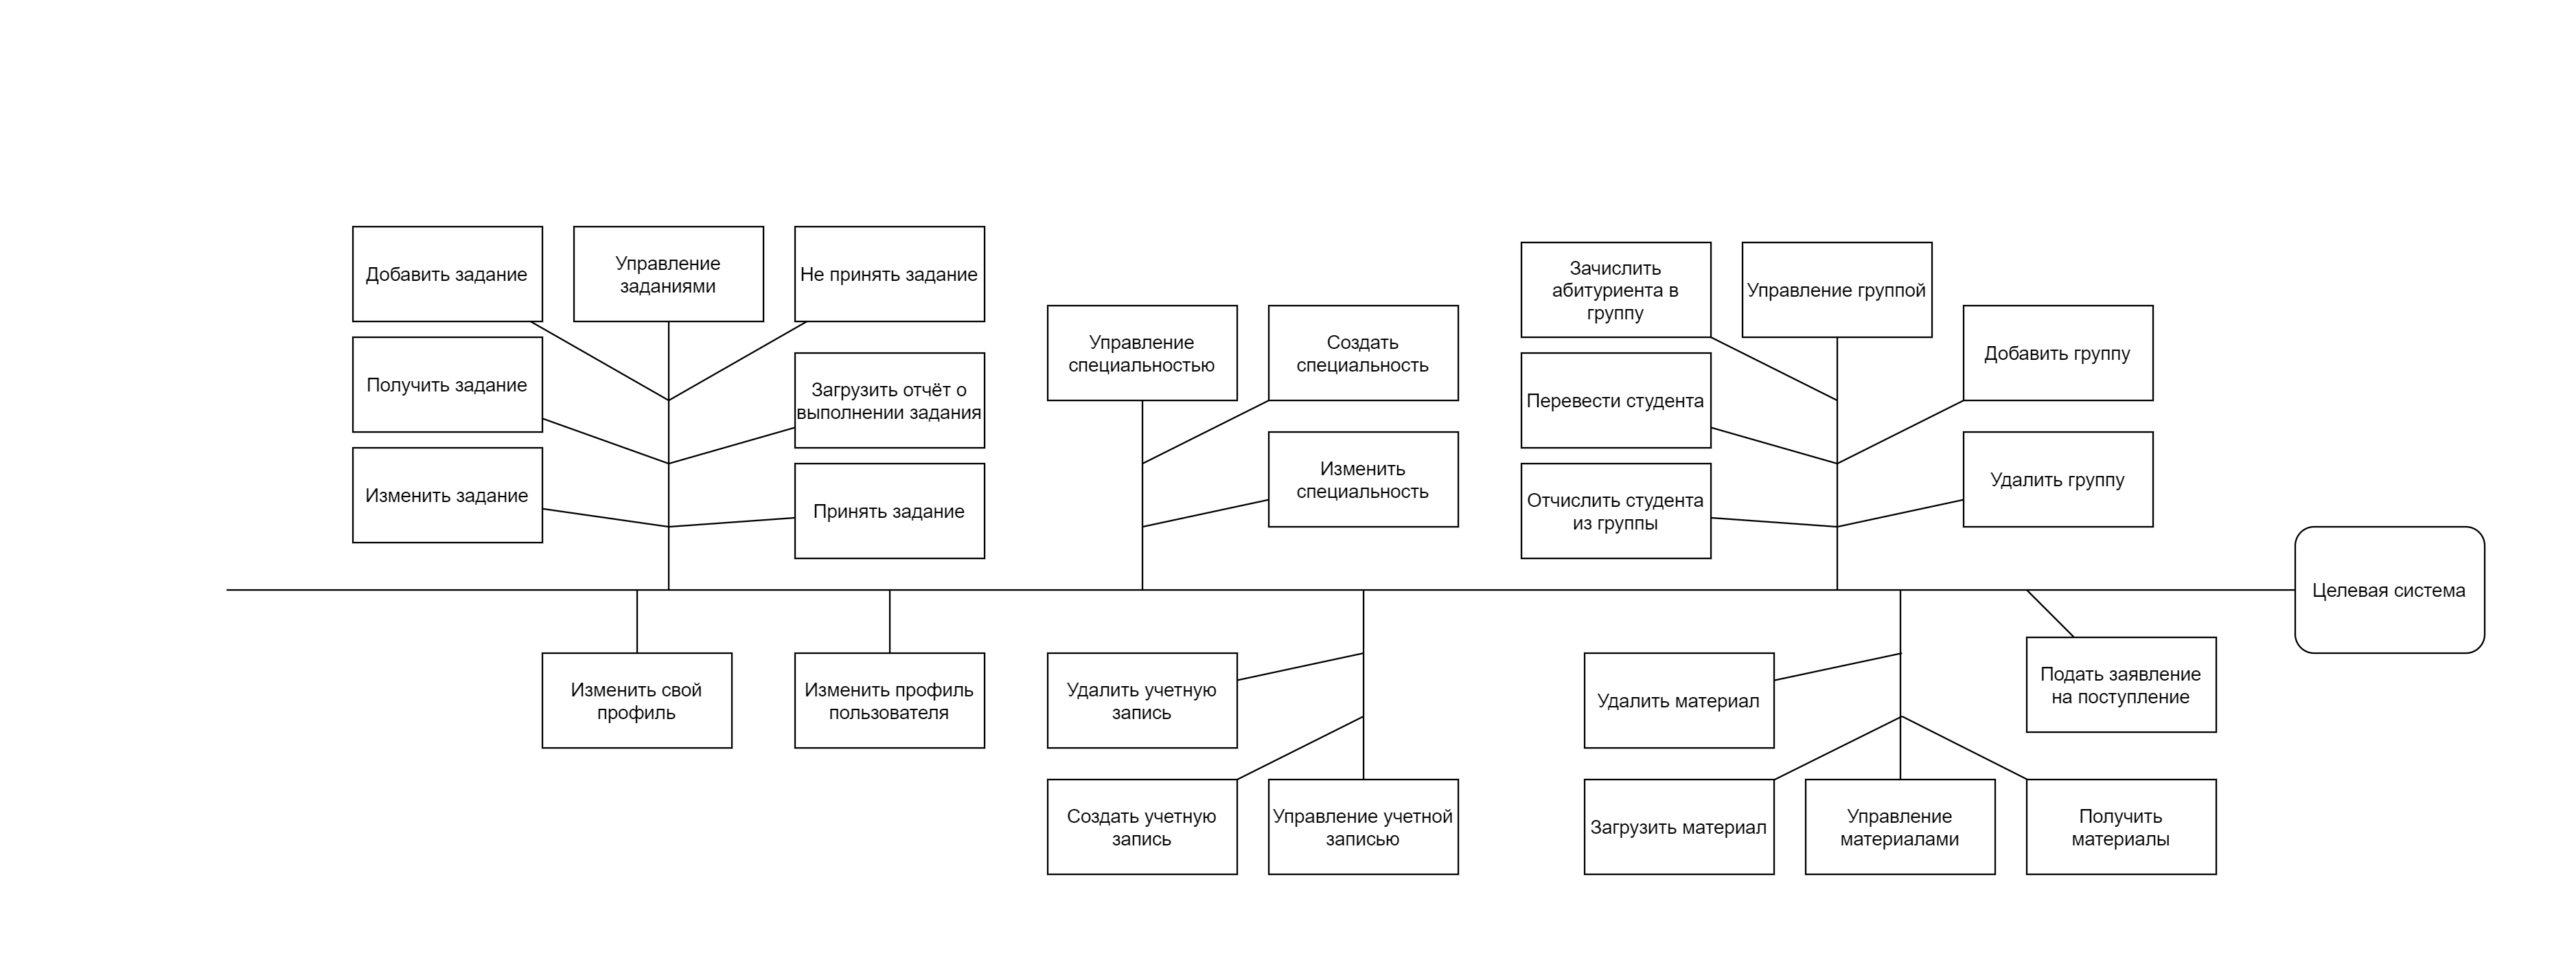 Добавить задание
Управление
заданиями
Не принять задание
Получить задание
Загрузить отчёт о
выполнении задания
Изменить задание
Принять задание
Управление
специальностью
Создать
специальность
Изменить
специальность
Зачислить
абитуриента в
группу
Управление группой
Добавить группу
Перевести студента
Удалить группу
Отчислить студента
из группы
Целевая система
Изменить свой
профиль
Изменить профиль
пользователя
Удалить учетную
запись
Создать учетную
запись
Управление учетной
записью
Удалить материал
Подать заявление
на поступление
Загрузить материал
Управление
материалами
Получить
материалы